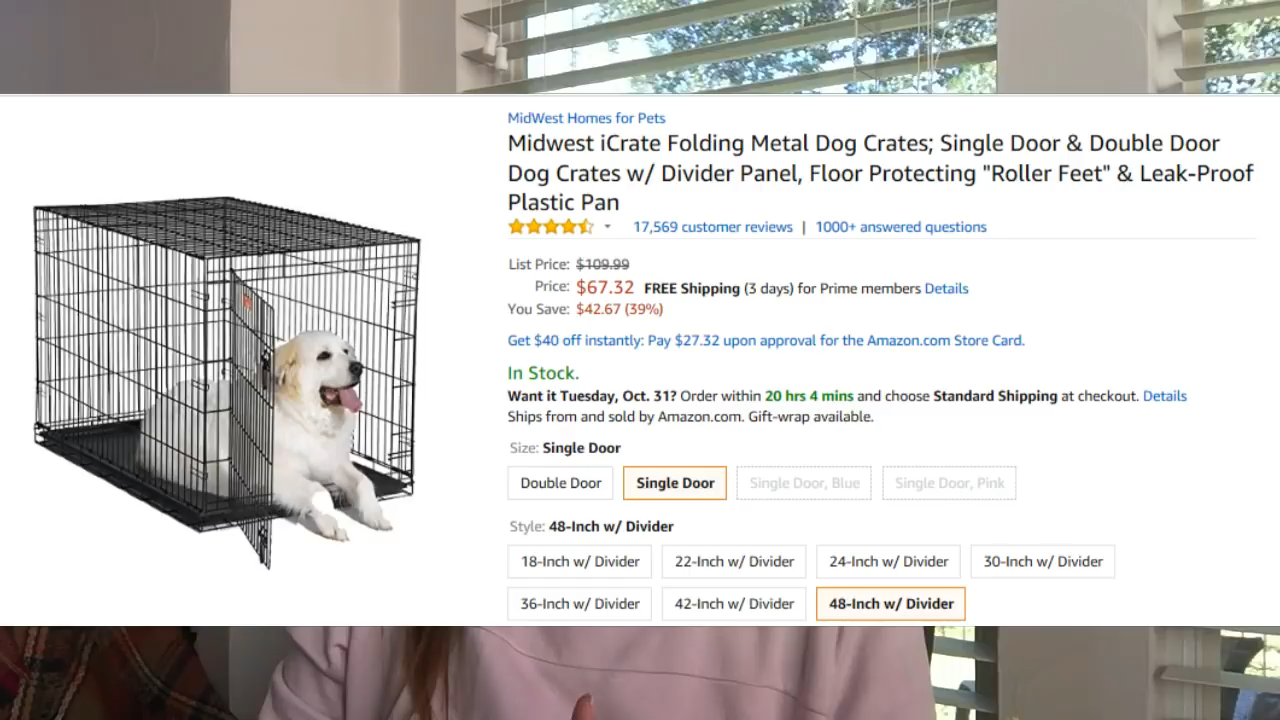 MidWest Homes for Pets
Midwest iCrate Folding Metal Dog Crates; Single Door & Double Door
Dog Crates w/ Divider Panel, Floor Protecting "Roller Feet" & Leak-Proof
Plastic Pan
17,569 customer reviews | 1000+ answered questions
List Price: $109.99
Price: $67.32 FREE Shipping (3 days) for Prime members Details
You Save: $42.67 (39%)
Get $40 off instantly: Pay $27.32 upon approval for the Amazon.com Store Card.
In Stock.
Want it Tuesday, Oct. 31? Order within 20 hrs 4 mins and choose Standard Shipping at checkout. Details
Ships from and sold by Amazon.com. Gift-wrap available.
Size: Single Door
Double Door Single Door Single Door, Blue Single Door, Pink
Style: 48-Inch w/ Divider
18-Inch w/ Divider 22-Inch w/ Divider 24-Inch w/ Divider 30-Inch w/ Divider
36-Inch w/ Divider 42-Inch w/ Divider 48-Inch w/ Divider